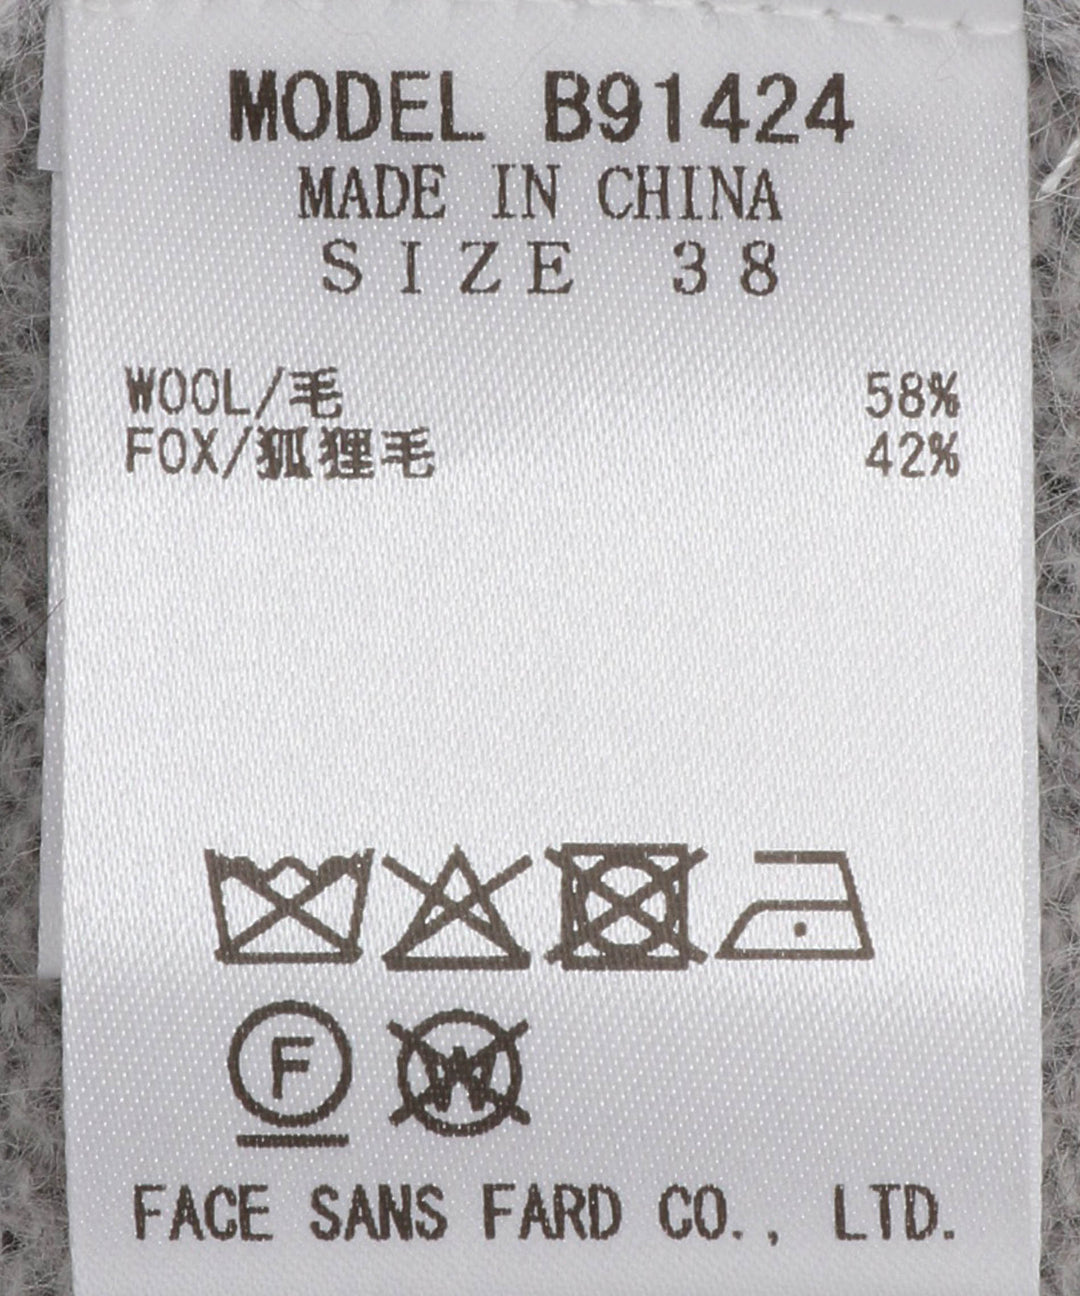 MODEL B91424
MADE IN CHINA
SIZE 38
WOOL/毛 58%
FOX/狐狸毛 42%
F W
FACE SANS FARD CO., LTD.